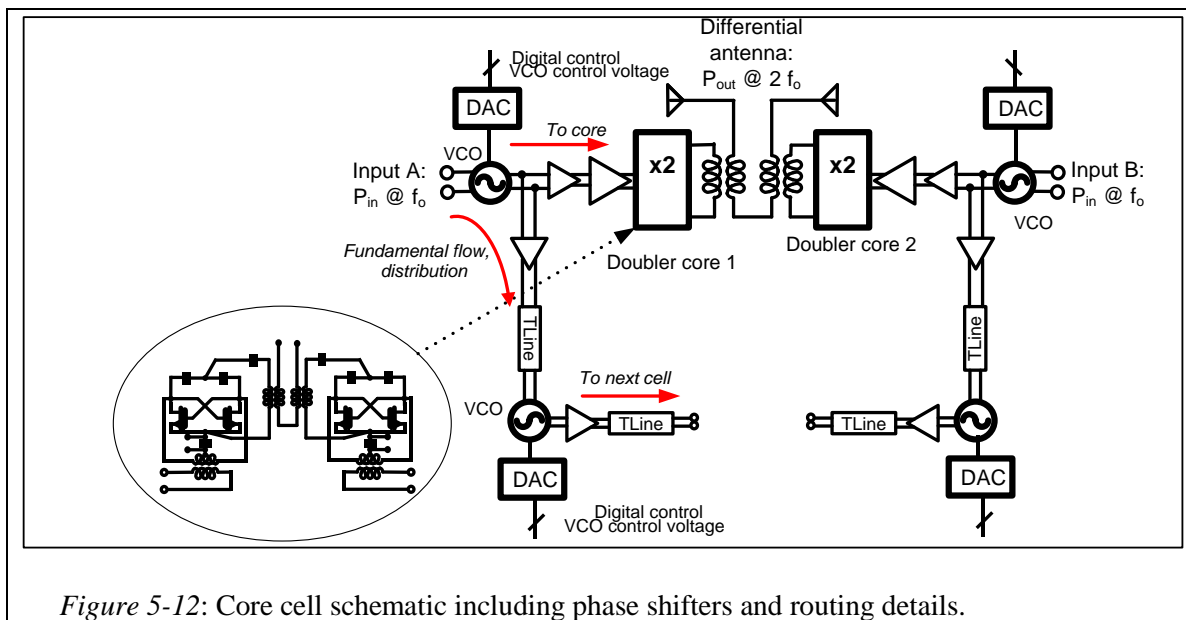 Differential
antenna:
P_out @ 2 f_o
Digital control
VCO control voltage
DAC
VCO
To core
x2
x2
DAC
Input A:
P_in @ f_o
Input B:
P_in @ f_o
VCO
Fundamental flow,
distribution
Doubler core 1
Doubler core 2
TLine
TLine
To next cell
VCO
TLine
TLine
DAC
DAC
Digital control
VCO control voltage
Figure 5-12: Core cell schematic including phase shifters and routing details.